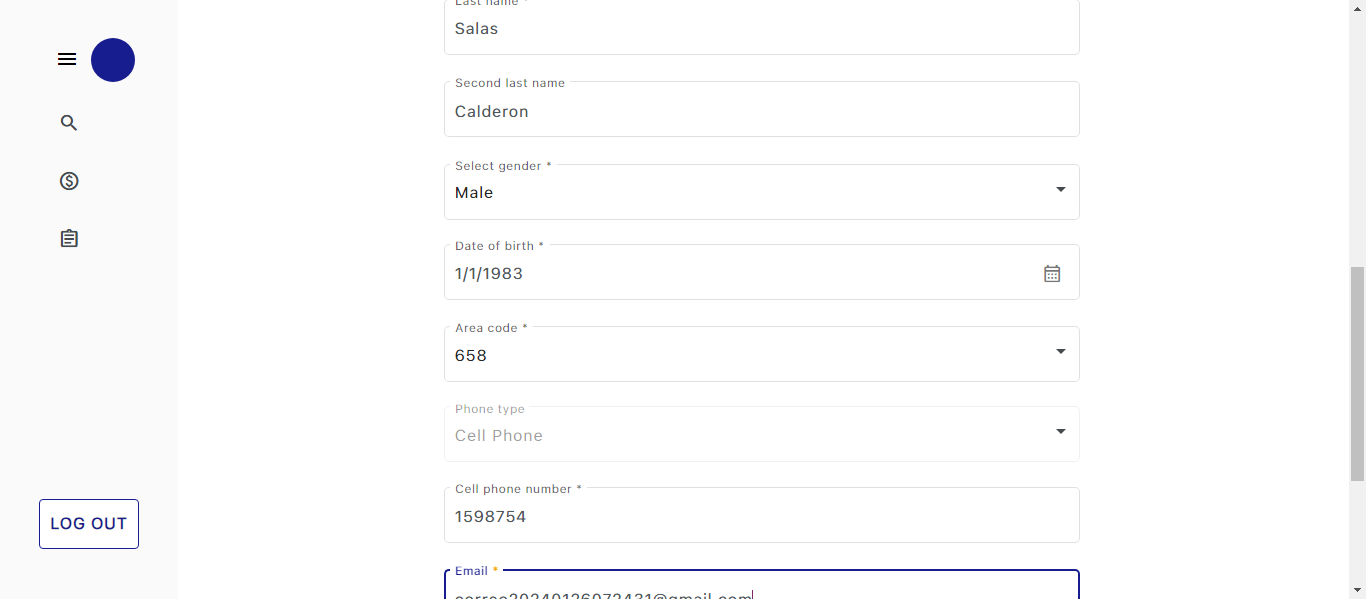 Last name *
Salas
Second last name
Calderon
Select gender *
Male
Date of birth *
1/1/1983
Area code *
658
Phone type
Cell Phone
Cell phone number *
1598754
Email *
correo20240126072431@gmail.com
LOG OUT